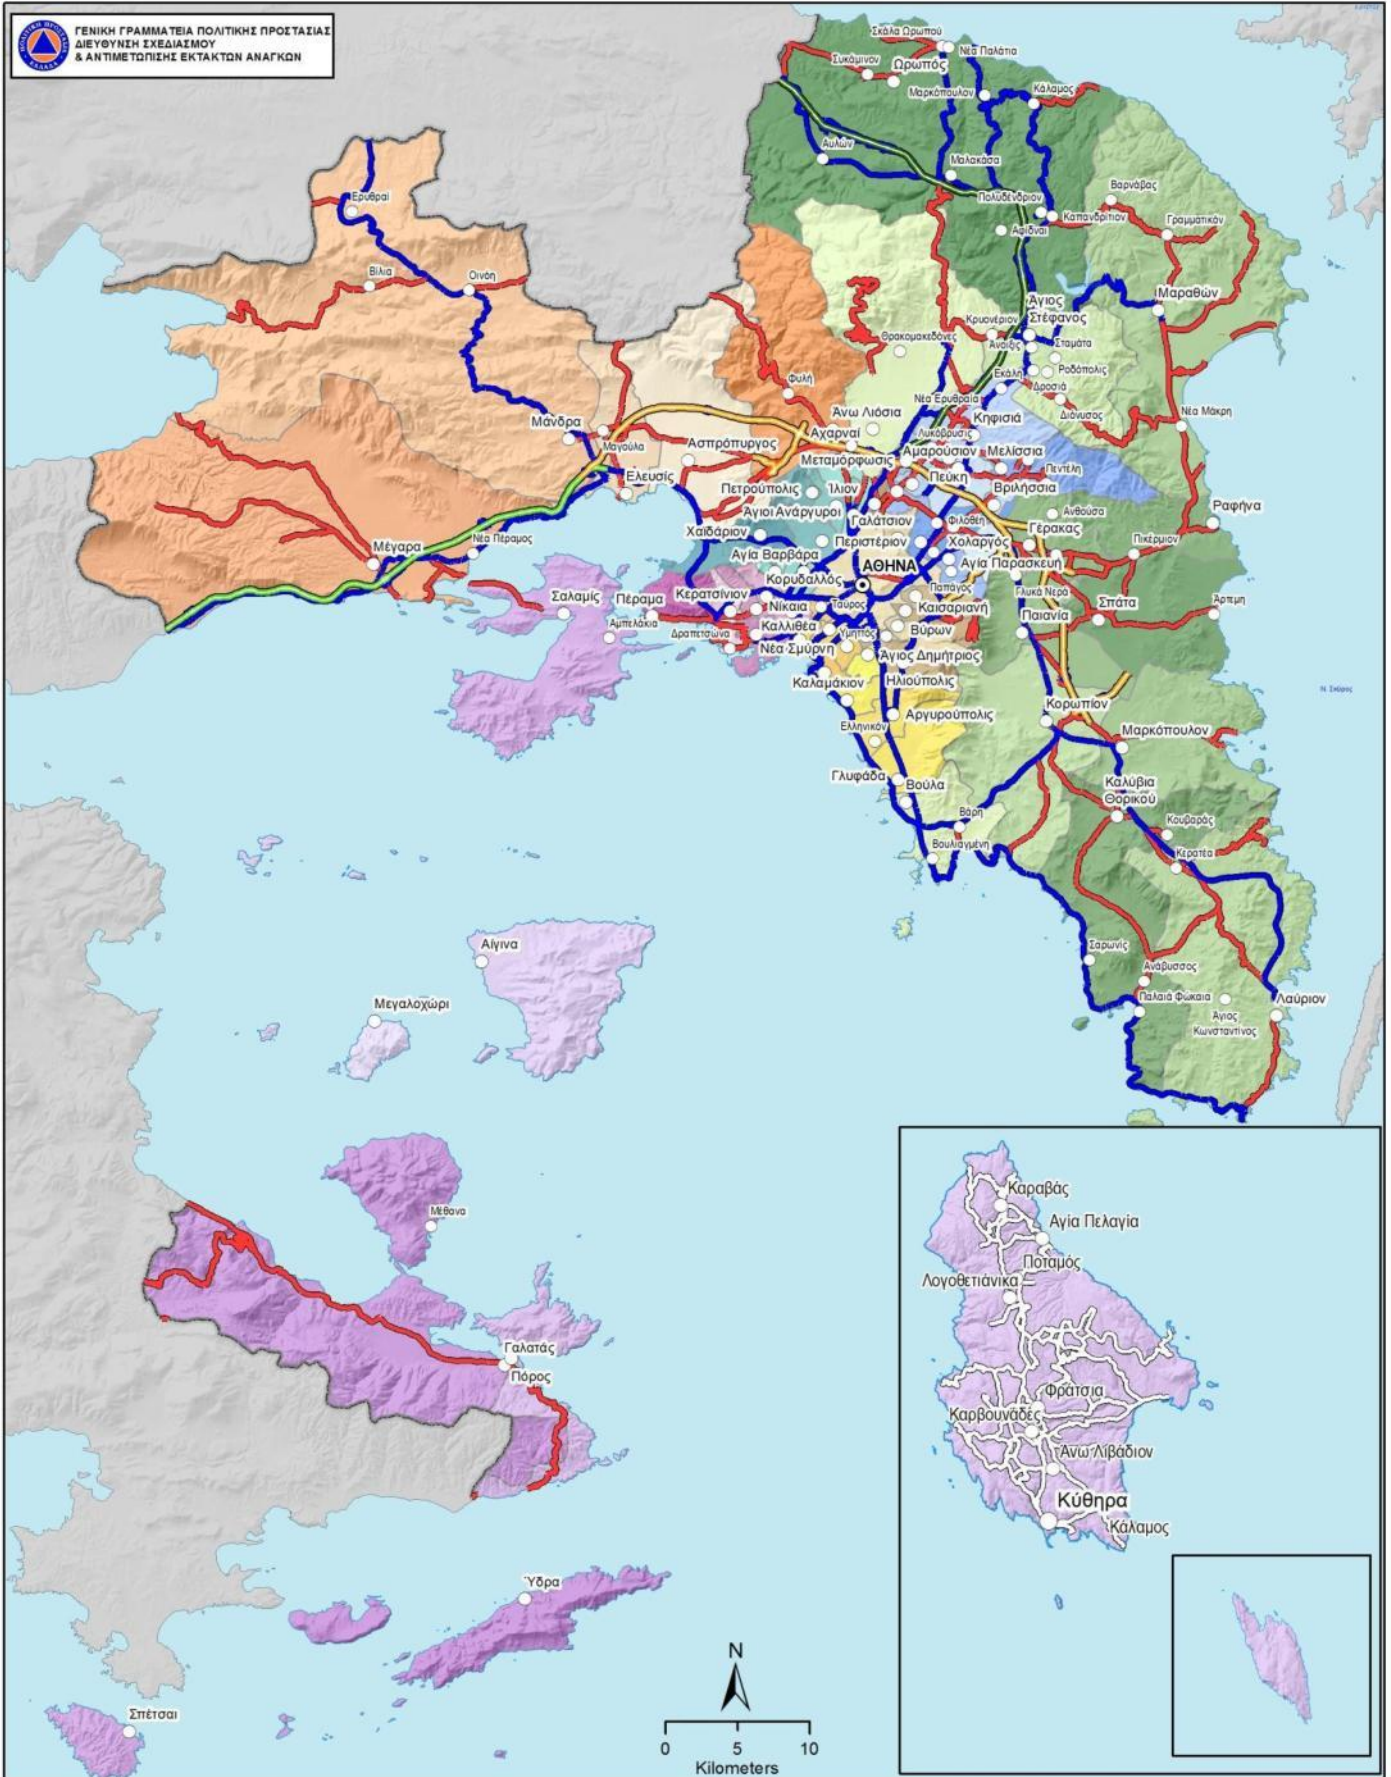 ΓΕΝΙΚΗ ΓΡΑΜΜΑΤΕΙΑ ΠΟΛΙΤΙΚΗΣ ΠΡΟΣΤΑΣΙΑΣ
ΔΙΕΥΘΥΝΣΗ ΣΧΕΔΙΑΣΜΟΥ
& ΑΝΤΙΜΕΤΩΠΙΣΗΣ ΕΚΤΑΚΤΩΝ ΑΝΑΓΚΩΝ
Σκάλα Ωρωπού
Νέα Παλάτια
Συκάμινον
Ωρωπός
Μαρκόπουλον
Κάλαμος
Αυλών
Μαλακάσα
Πολυδένδριον
Βαρνάβας
Καπανδρίτιον
Γραμματικόν
Αφίδναι
Ερυθραί
Βίλια
Οινόη
Μαραθών
Άγιος
Στέφανος
Κρυονέριον
Άνοιξις
Σταμάτα
Θρακομακεδόνες
Εκάλη
Ροδόπολις
Δροσιά
Φυλή
Νέα Ερυθραία
Διόνυσος
Νέα Μάκρη
Άνω Λιόσια
Κηφισιά
Μάνδρα
Μαγούλα
Ασπρόπυργος
Αχαρναί
Λυκόβρυσις
Μεταμόρφωσις
Αμαρούσιον
Μελίσσια
Πεντέλη
Ελευσίς
Πετρούπολις
Ίλιον
Πεύκη
Βριλήσσια
Άγιοι Ανάργυροι
Γαλάτσιον
Φιλοθέη
Ανθούσα
Ραφήνα
Γέρακας
Χαϊδάριον
Περιστέριον
Χολαργός
Πικέρμιον
Μέγαρα
Νέα Πέραμος
Αγία Βαρβάρα
ΑΘΗΝΑ
Αγία Παρασκευή
Κορυδαλλός
Παπάγος
Γλυκά Νερά
Σαλαμίς
Πέραμα
Κερατσίνιον
Νίκαια
Ταύρος
Καισαριανή
Σπάτα
Άρτεμη
Αμπελάκια
Δραπετσώνα
Καλλιθέα
Υμηττός
Βύρων
Παιανία
Νέα Σμύρνη
Άγιος Δημήτριος
Καλαμάκιον
Ηλιούπολις
Ν. Σκύρος
Αργυρούπολις
Κορωπίον
Ελληνικόν
Μαρκόπουλον
Γλυφάδα
Βούλα
Καλύβια
Θορικού
Βάρη
Κουβαράς
Βουλιαγμένη
Κερατέα
Αίγινα
Σαρωνίς
Ανάβυσσος
Μεγαλοχώρι
Παλαιά Φώκαια
Άγιος
Κωνσταντίνος
Λαύριον
Μέθανα
Καραβάς
Αγία Πελαγία
Ποταμός
Λογοθετιάνικα
Γαλατάς
Πόρος
Φράτσια
Καρβουνάδες
Άνω Λιβάδιον
Κύθηρα
Κάλαμος
Ύδρα
Σπέτσαι
N
0 5 10
Kilometers